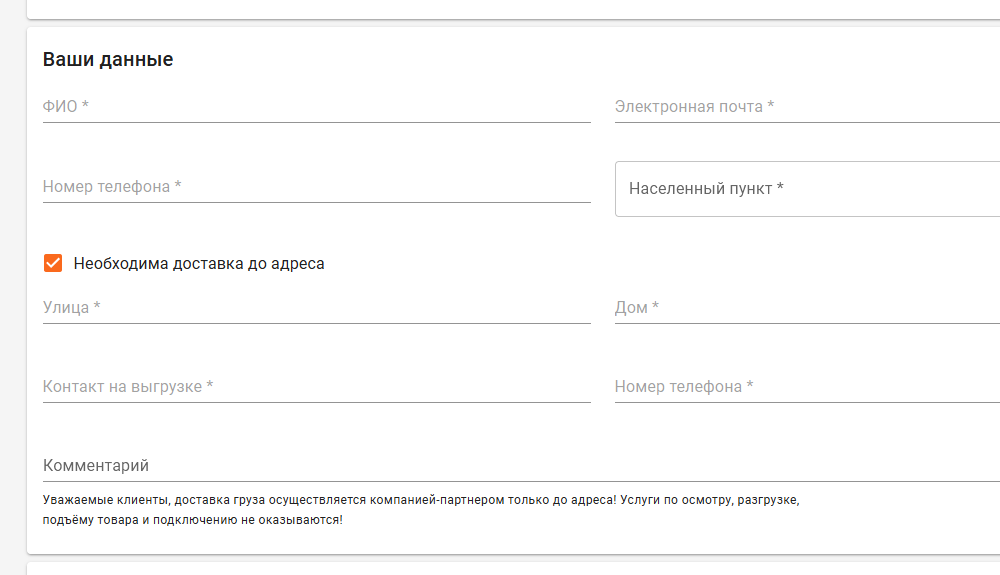 Ваши данные
ФИО *
Электронная почта *
Номер телефона *
Населенный пункт *
Необходима доставка до адреса
Улица *
Дом *
Контакт на выгрузке *
Номер телефона *
Комментарий
Уважаемые клиенты, доставка груза осуществляется компанией-партнером только до адреса! Услуги по осмотру, разгрузке,
подъёму товара и подключению не оказываются!